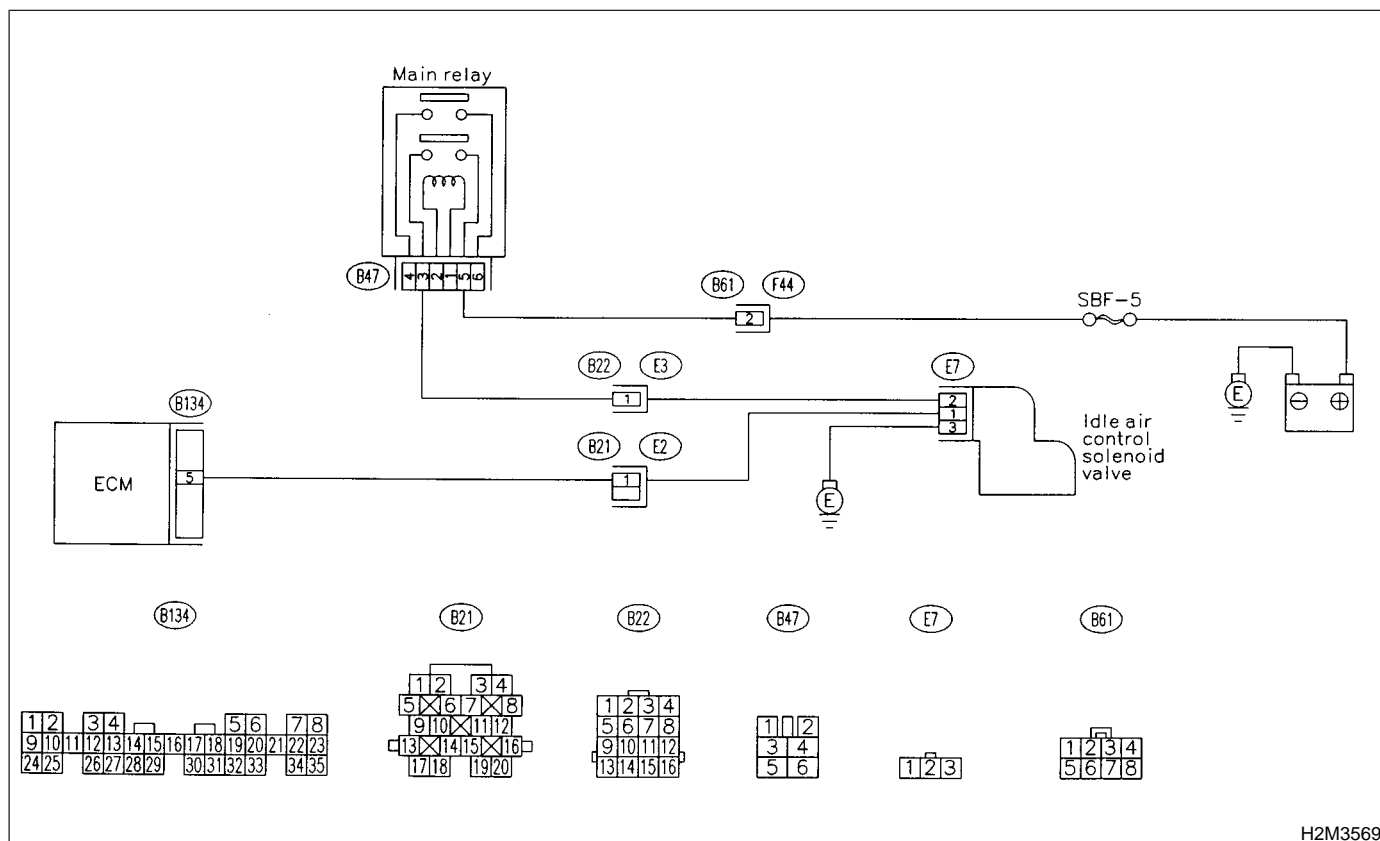 Main relay
B47
4 3 2 1 5 6
B61 F44
2
SBF-5
B22 E3
1
E7
2
1
3
E
⊖ ⊕
B134
ECM
5
B21 E2
1
E
Idle air
control
solenoid
valve
B134
B21
B22
B47
E7
B61
1 2 3 4 5 6 7 8
9 10 11 12 13 14 15 16 17 18 19 20 21 22 23
24 25 26 27 28 29 30 31 32 33 34 35
1 2 3 4
5 6 7 8
9 10 11 12
13 14 15 16
17 18 19 20
1 2 3 4
5 6 7 8
9 10 11 12
13 14 15 16
1 2
3 4
5 6
1 2 3
1 2 3 4
5 6 7 8
H2M3569